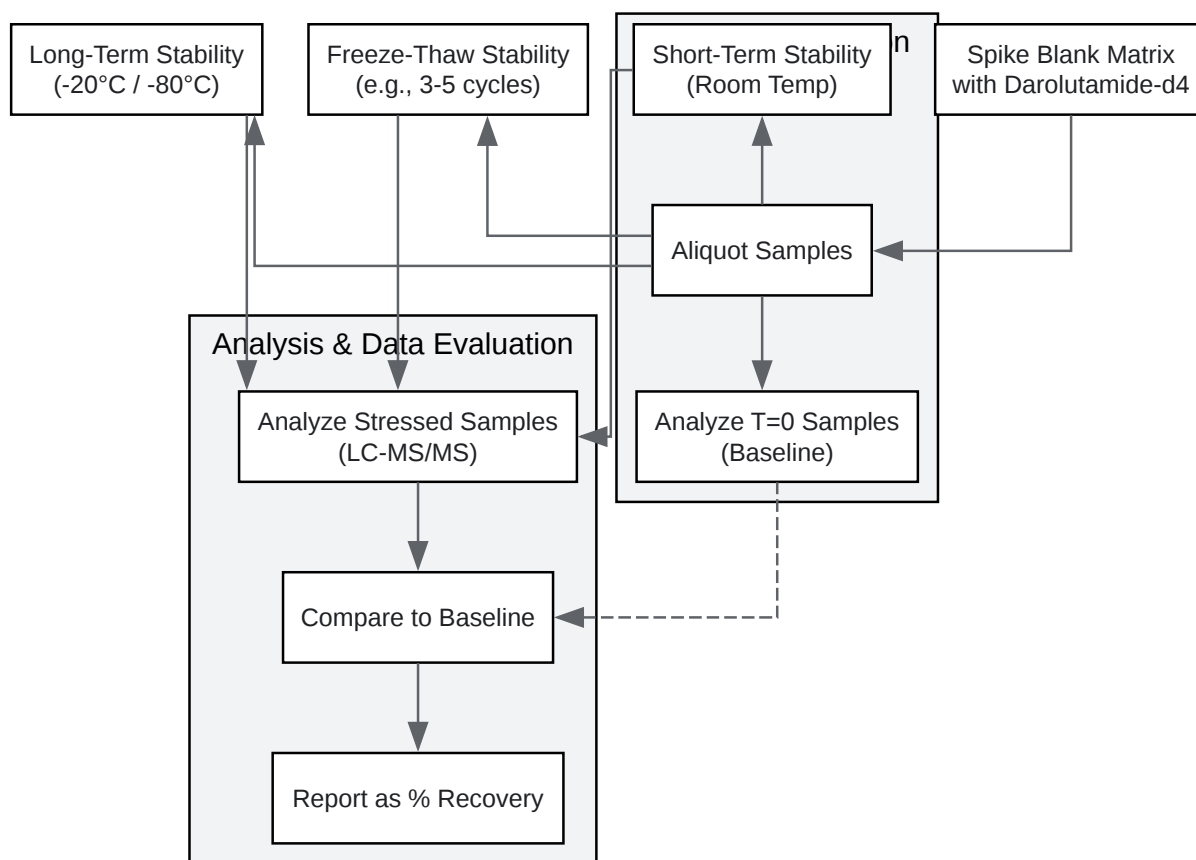 Long-Term Stability
(-20°C / -80°C)
Freeze-Thaw Stability
(e.g., 3-5 cycles)
Short-Term Stability
(Room Temp)
Spike Blank Matrix
with Darolutamide-d4
Aliquot Samples
Analysis & Data Evaluation
Analyze Stressed Samples
(LC-MS/MS)
Analyze T=0 Samples
(Baseline)
Compare to Baseline
Report as % Recovery